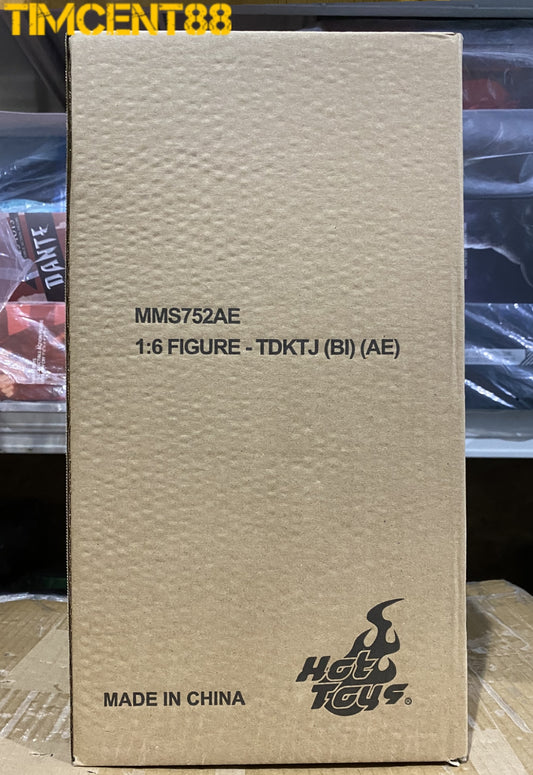 TIMCENT88
DANTE
MMS752AE
1:6 FIGURE - TDKTJ (BI) (AE)
Hot
Toys®
MADE IN CHINA